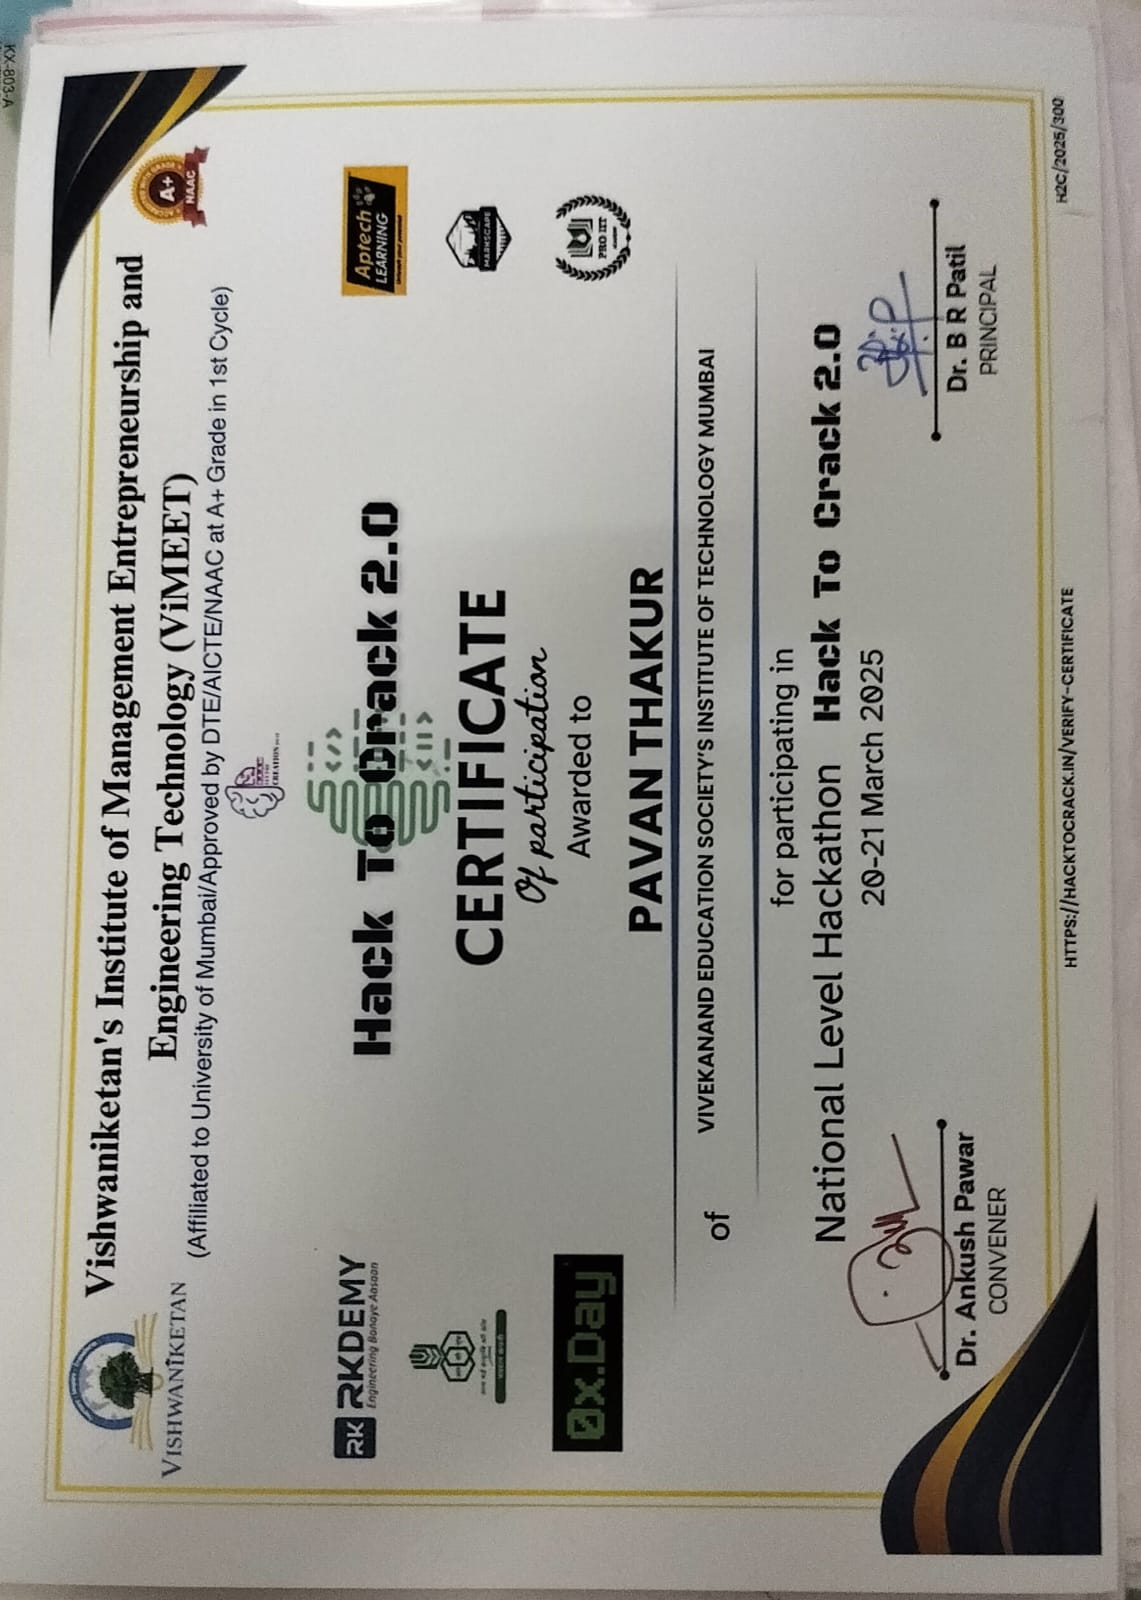 Vishwaniketan's Institute of Management Entrepreneurship and
Engineering Technology (ViMEET)
(Affiliated to University of Mumbai/Approved by DTE/AICTE/NAAC at A+ Grade in 1st Cycle)
VISHWANIKETAN
A+
NAAC
CREATION
RK RKDEMY
Engineering Banaye Aasaan
Hack To Crack 2.0
Aptech
LEARNING
CERTIFICATE
MARKSCAPE
Of participation
0x.Day
Awarded to
PRO IIT
PAVAN THAKUR
of VIVEKANAND EDUCATION SOCIETY'S INSTITUTE OF TECHNOLOGY MUMBAI
for participating in
National Level Hackathon Hack To Crack 2.0
20-21 March 2025
Dr. Ankush Pawar
CONVENER
Dr. B R Patil
PRINCIPAL
HTTPS://HACKTOCRACK.IN/VERIFY-CERTIFICATE
H2C/2025/300
KX-803-A